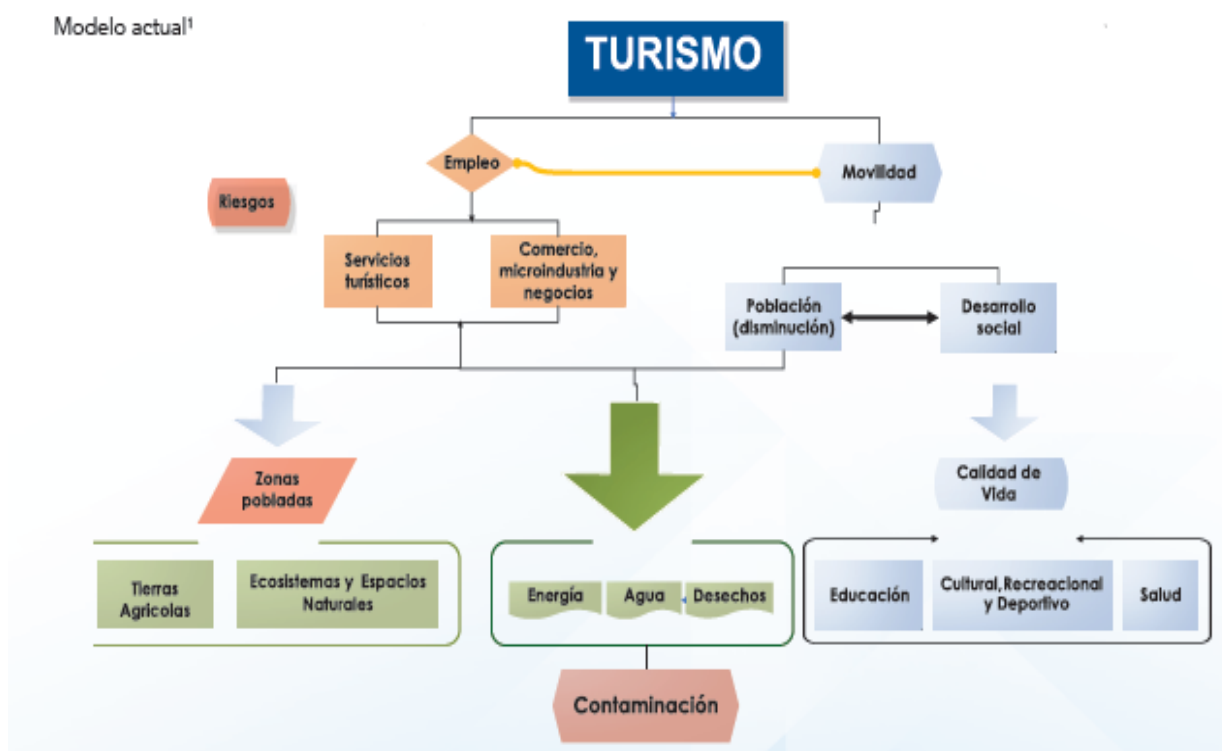 Modelo actual¹
TURISMO
Empleo
Movilidad
Riesgos
Servicios
turísticos
Comercio,
microindustria y
negocios
Población
(disminución)
Desarrollo
social
Zonas
pobladas
Calidad de
Vida
Tierras
Agricolas
Ecosistemas y Espacios
Naturales
Energía
Agua
Desechos
Educación
Cultural, Recreacional
y Deportivo
Salud
Contaminación